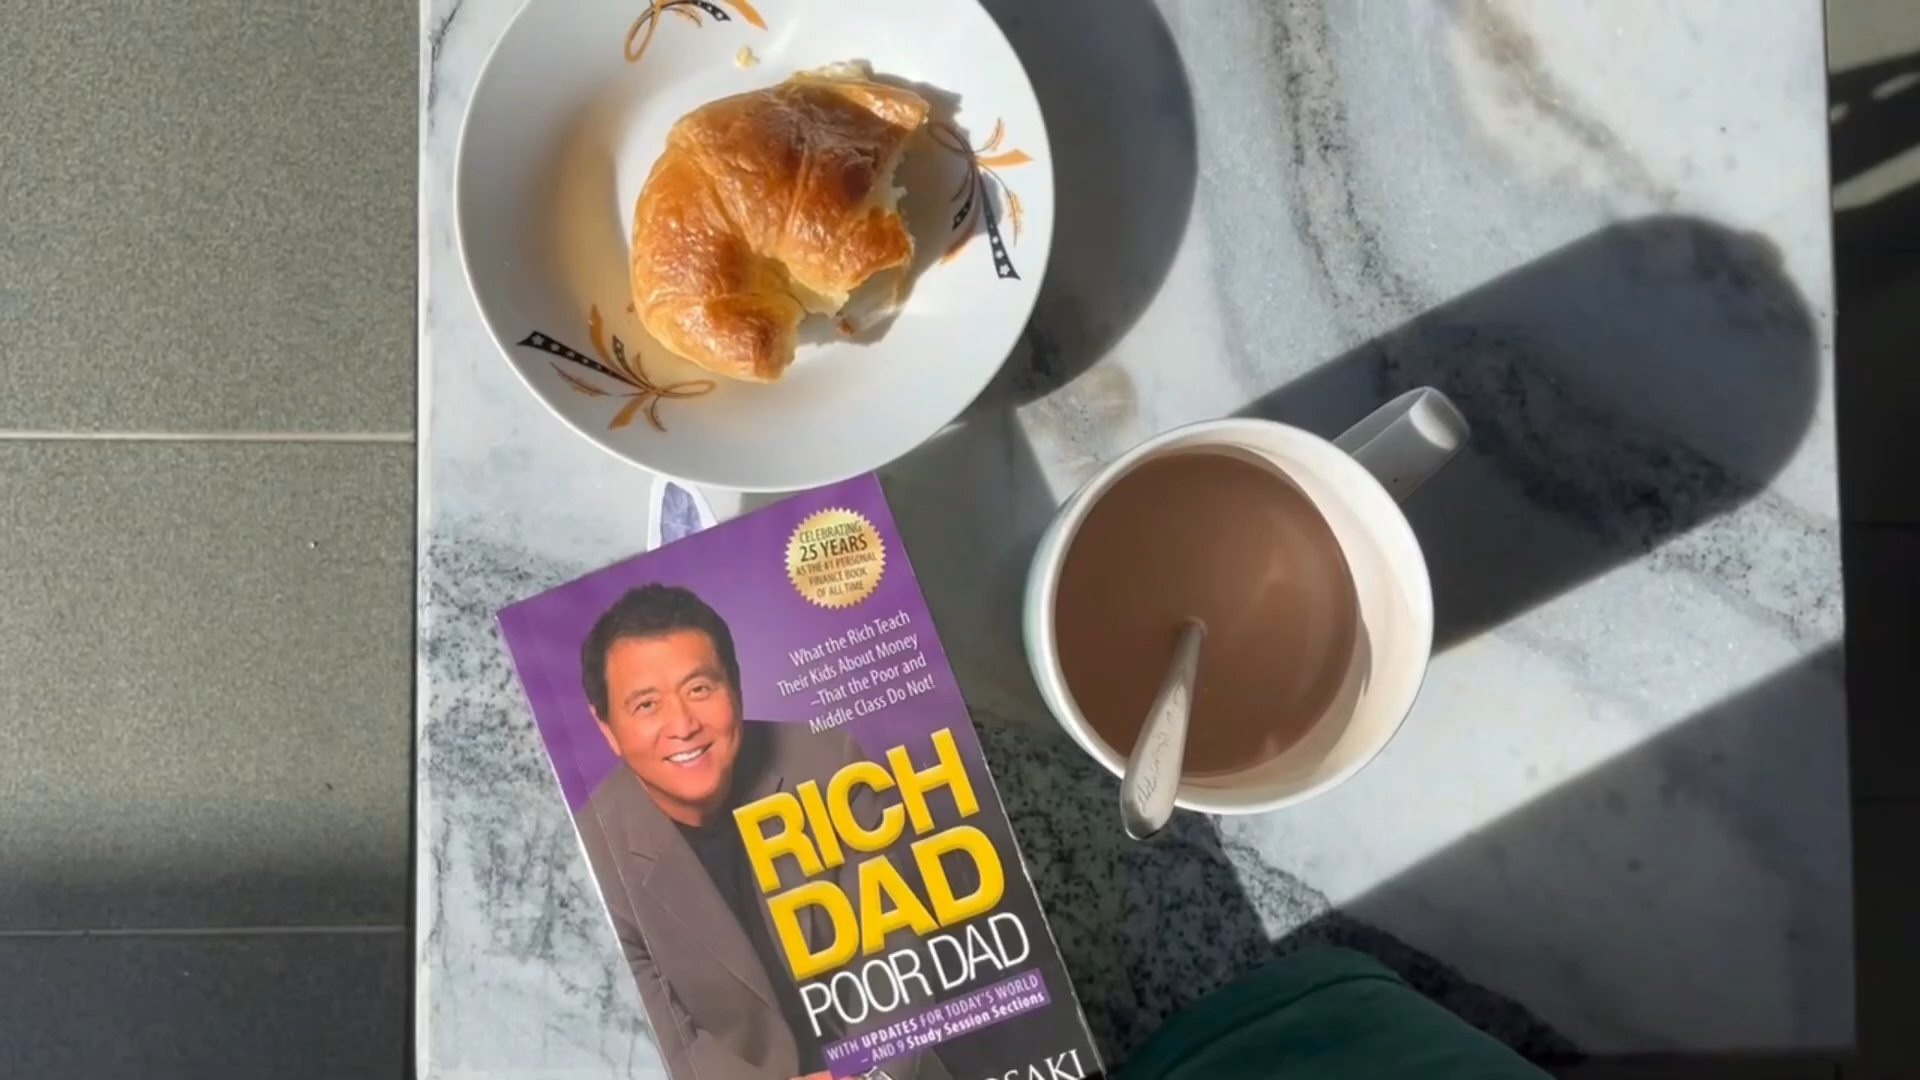 CELEBRATING
25 YEARS
AS THE #1 PERSONAL
FINANCE BOOK
OF ALL TIME
What the Rich Teach
Their Kids About Money
–That the Poor and
Middle Class Do Not!
RICH
DAD
POOR DAD
WITH UPDATES FOR TODAY'S WORLD
– AND 9 Study Session Sections